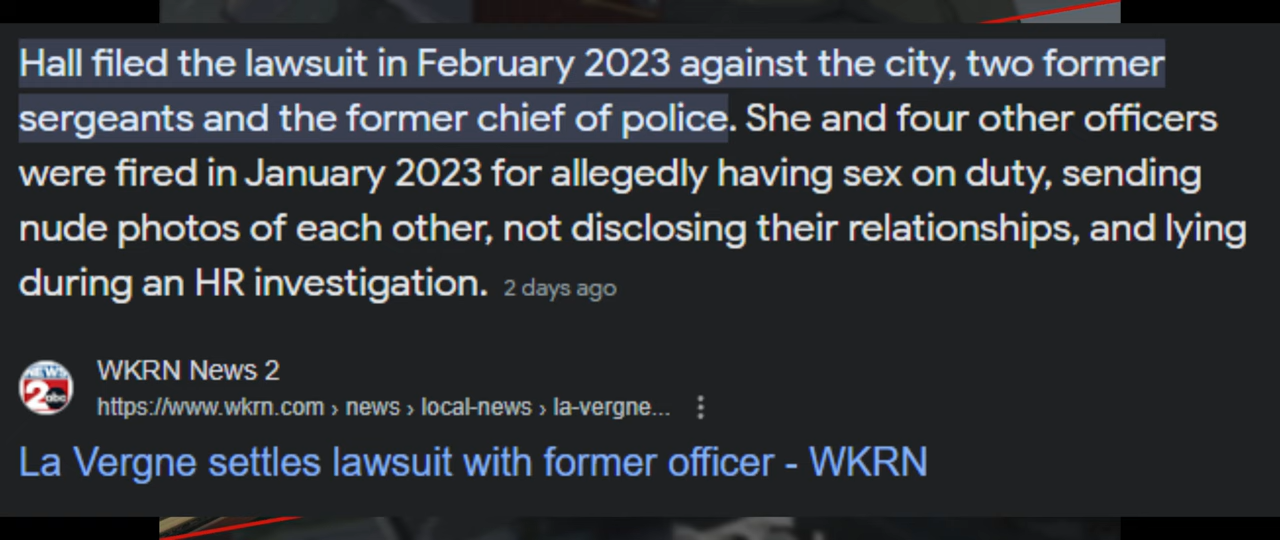 Hall filed the lawsuit in February 2023 against the city, two former
sergeants and the former chief of police. She and four other officers
were fired in January 2023 for allegedly having sex on duty, sending
nude photos of each other, not disclosing their relationships, and lying
during an HR investigation. 2 days ago
NEWS
2 abc
WKRN News 2
https://www.wkrn.com › news › local-news › la-vergne...
La Vergne settles lawsuit with former officer - WKRN